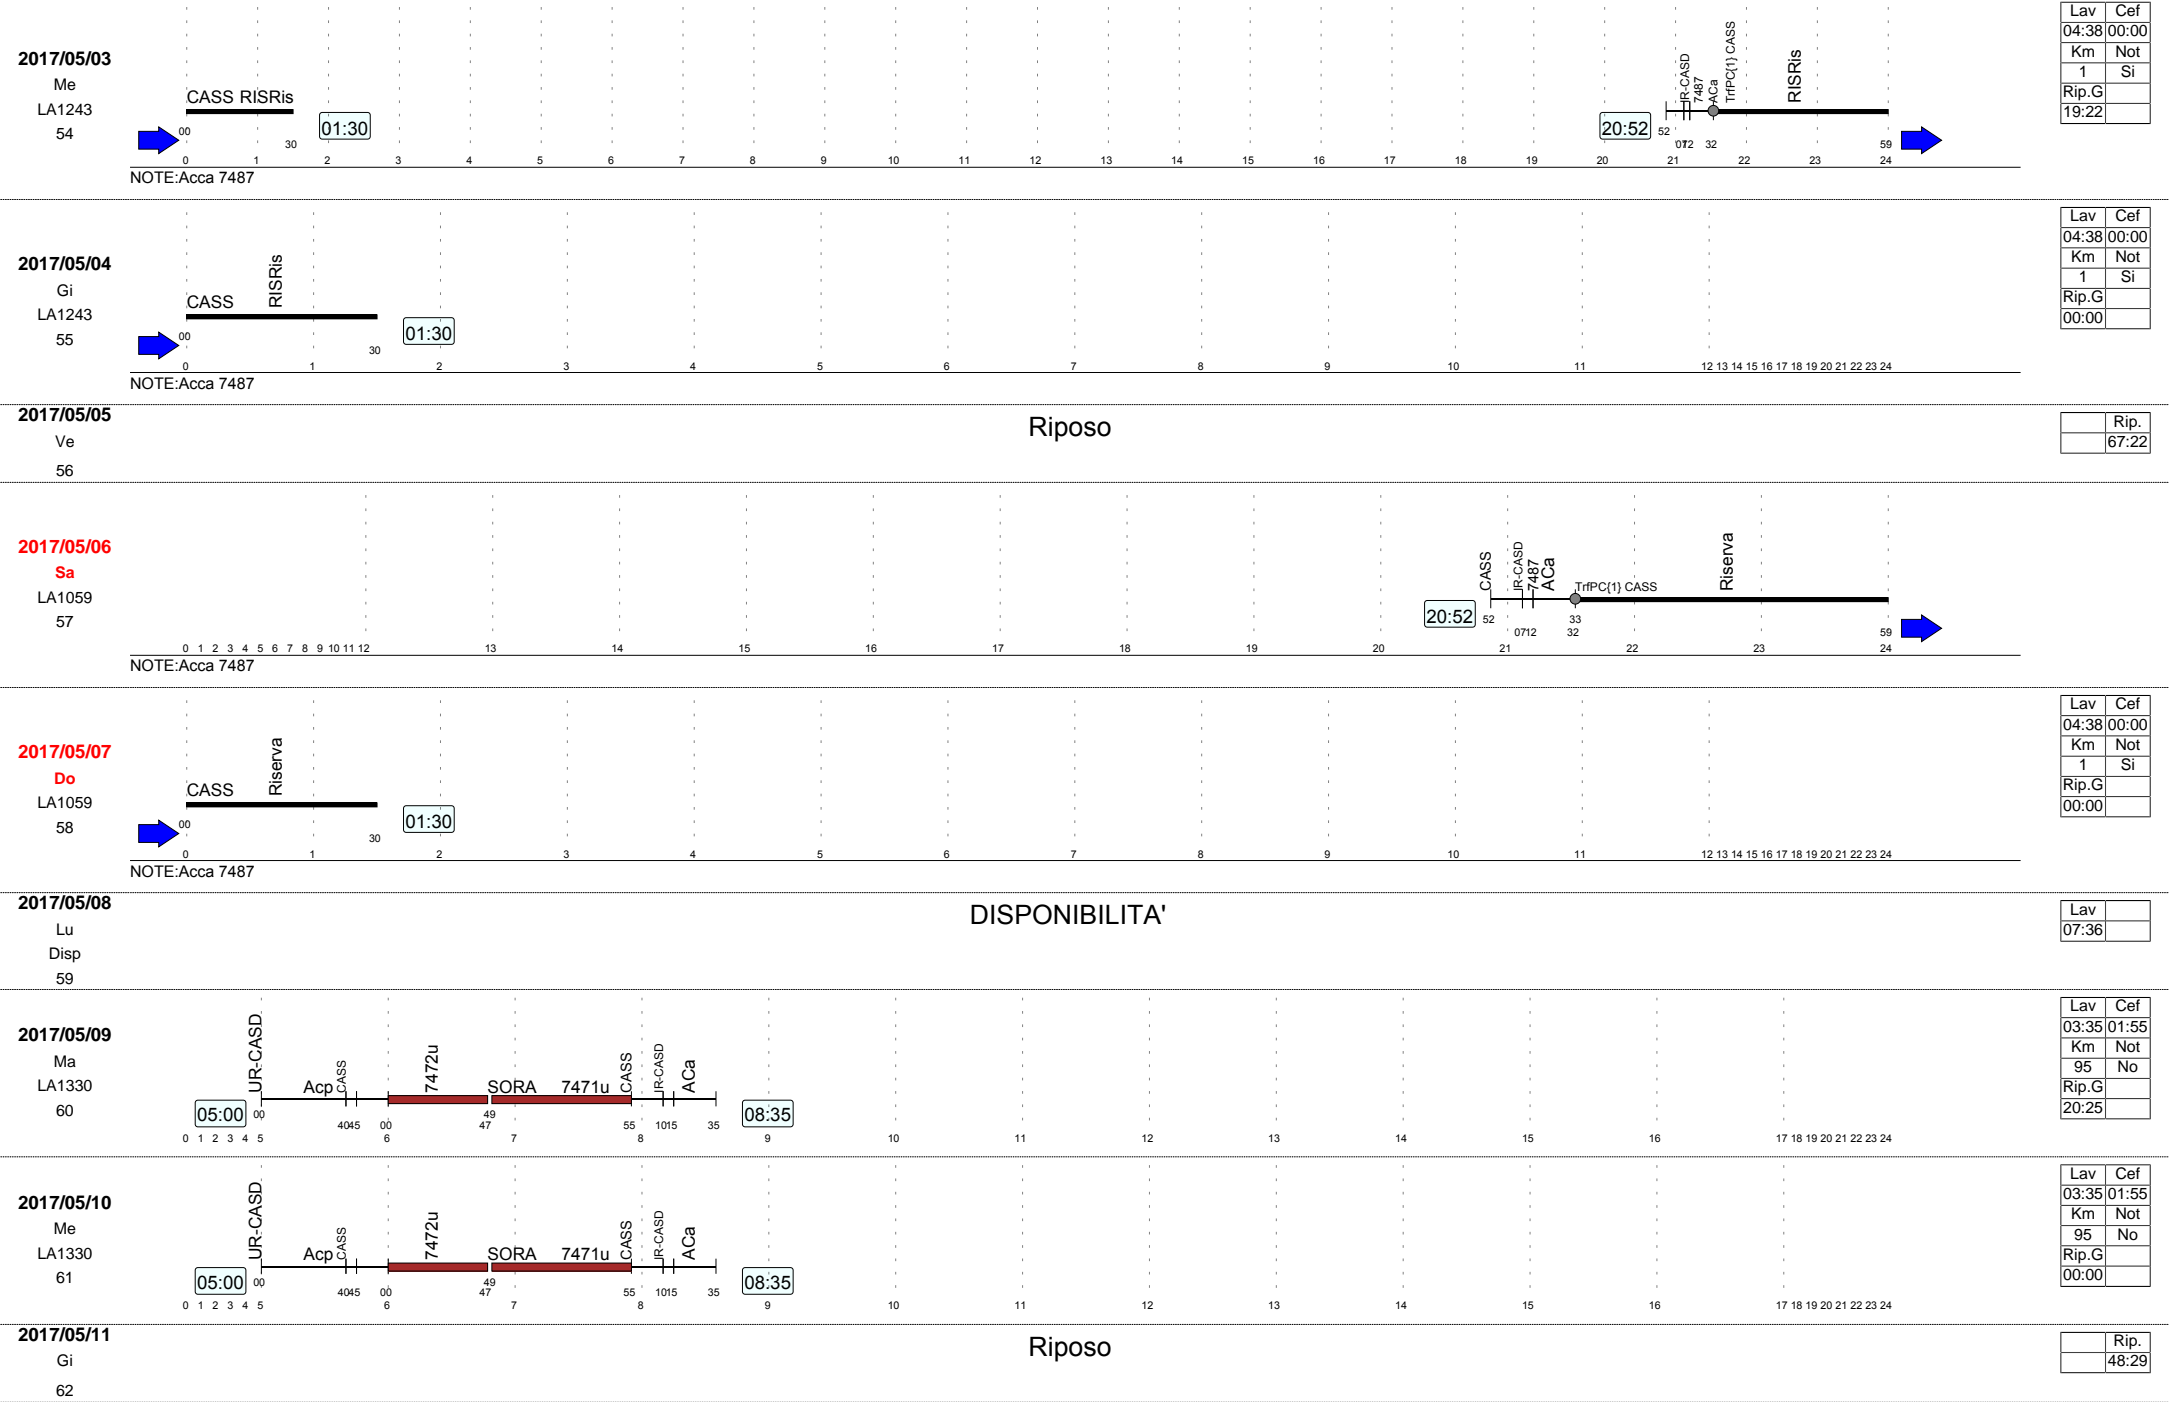 2017/05/03
Me
LA1243
54
CASS RISRis
00
30
01:30
20:52
52
IR-CASD
7487
ACa
TrfPC{1} CASS
RISRis
0712
32
59
0 1 2 3 4 5 6 7 8 9 10 11 12 13 14 15 16 17 18 19 20 21 22 23 24
NOTE:Acca 7487
Lav Cef
04:38 00:00
Km Not
1 Si
Rip.G
19:22
2017/05/04
Gi
LA1243
55
CASS
RISRis
00
30
01:30
0 1 2 3 4 5 6 7 8 9 10 11 12 13 14 15 16 17 18 19 20 21 22 23 24
NOTE:Acca 7487
Lav Cef
04:38 00:00
Km Not
1 Si
Rip.G
00:00
2017/05/05
Ve
56
Riposo
Rip.
67:22
2017/05/06
Sa
LA1059
57
20:52
CASS
52
IR-CASD
7487
ACa
TrfPC{1} CASS
Riserva
0712
33
32
59
0 1 2 3 4 5 6 7 8 9 10 11 12 13 14 15 16 17 18 19 20 21 22 23 24
NOTE:Acca 7487
2017/05/07
Do
LA1059
58
CASS
Riserva
00
30
01:30
0 1 2 3 4 5 6 7 8 9 10 11 12 13 14 15 16 17 18 19 20 21 22 23 24
NOTE:Acca 7487
Lav Cef
04:38 00:00
Km Not
1 Si
Rip.G
00:00
2017/05/08
Lu
Disp
59
DISPONIBILITA'
Lav
07:36
2017/05/09
Ma
LA1330
60
05:00
UR-CASD
00
Acp
CASS
4045
00
7472u
49
47
SORA
7471u
CASS
55
IR-CASD
1015
ACa
35
08:35
0 1 2 3 4 5 6 7 8 9 10 11 12 13 14 15 16 17 18 19 20 21 22 23 24
Lav Cef
03:35 01:55
Km Not
95 No
Rip.G
20:25
2017/05/10
Me
LA1330
61
05:00
UR-CASD
00
Acp
CASS
4045
00
7472u
49
47
SORA
7471u
CASS
55
IR-CASD
1015
ACa
35
08:35
0 1 2 3 4 5 6 7 8 9 10 11 12 13 14 15 16 17 18 19 20 21 22 23 24
Lav Cef
03:35 01:55
Km Not
95 No
Rip.G
00:00
2017/05/11
Gi
62
Riposo
Rip.
48:29